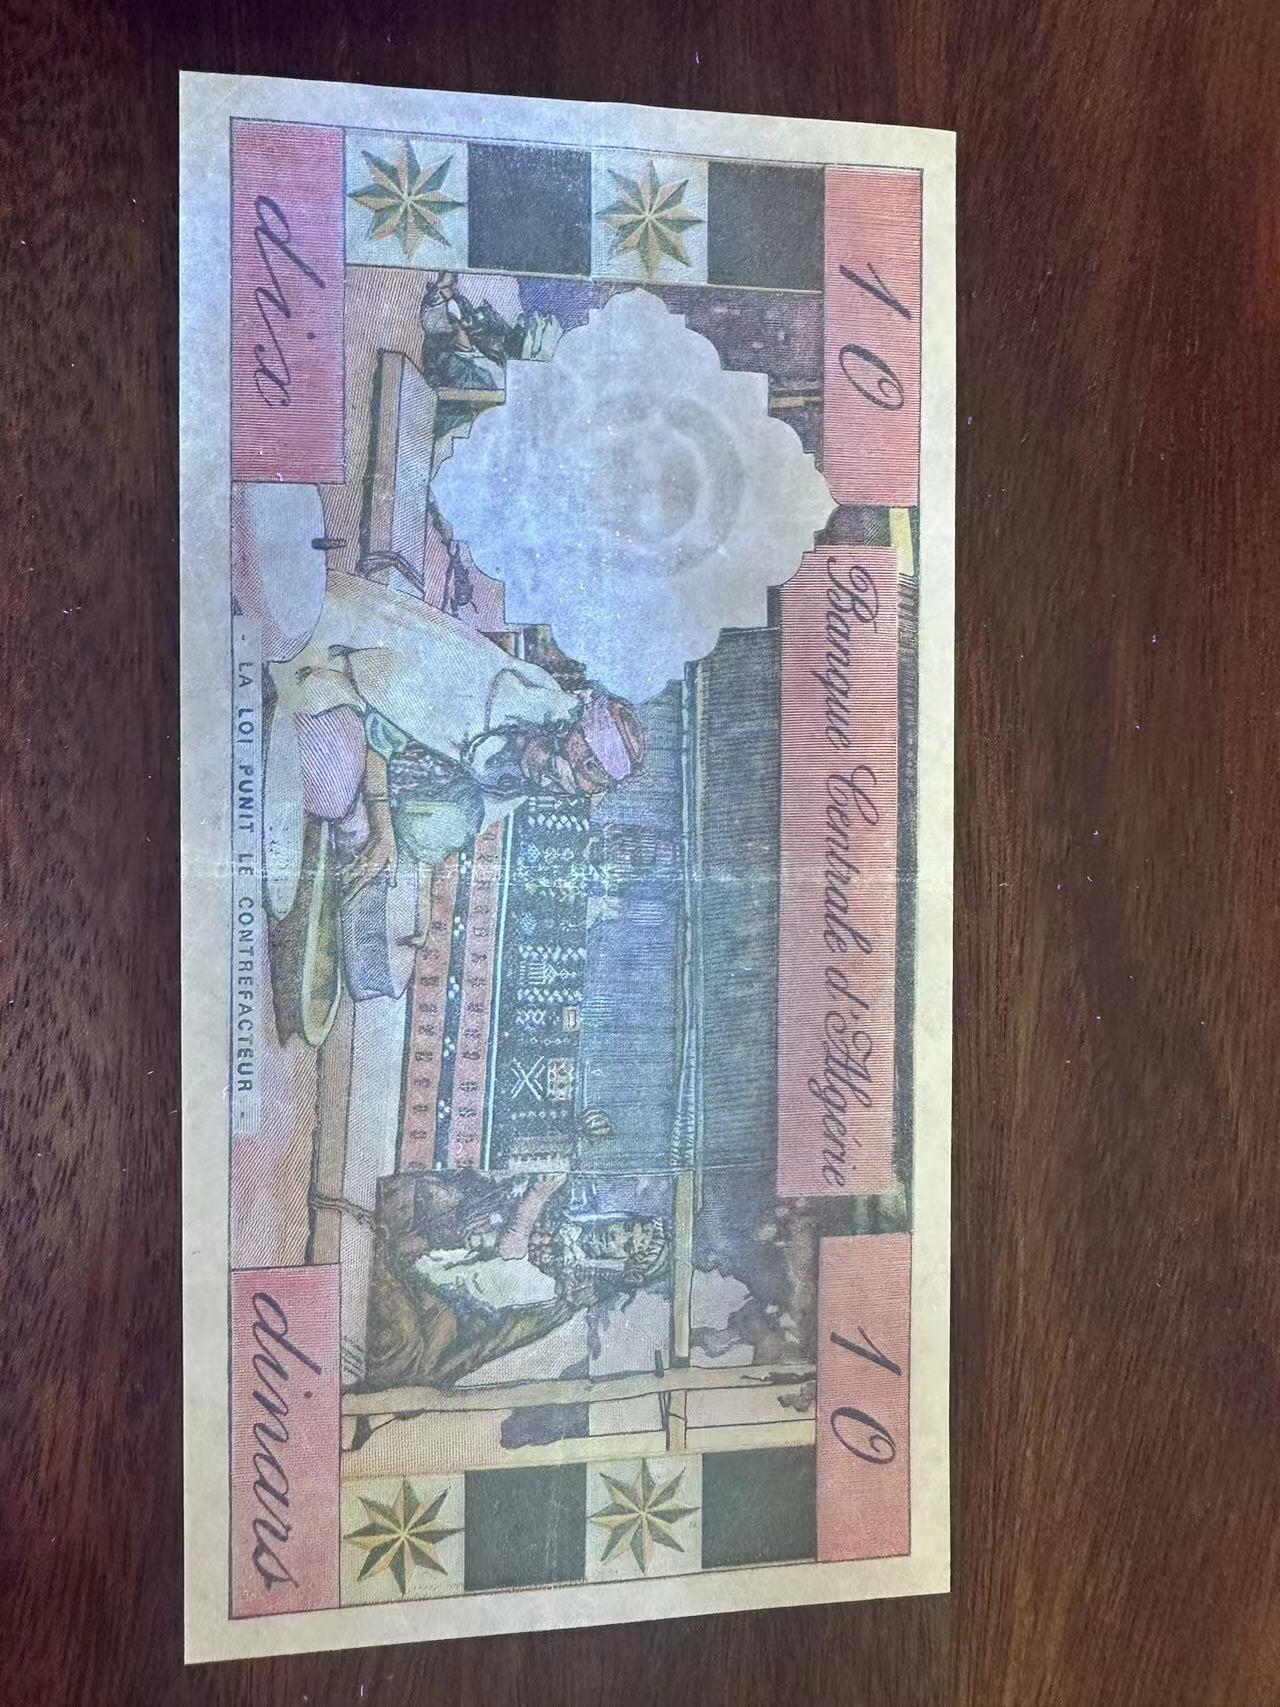 10
10
Banque Centrale d'Algérie
dix
dinars
- LA LOI PUNIT LE CONTREFACTEUR -